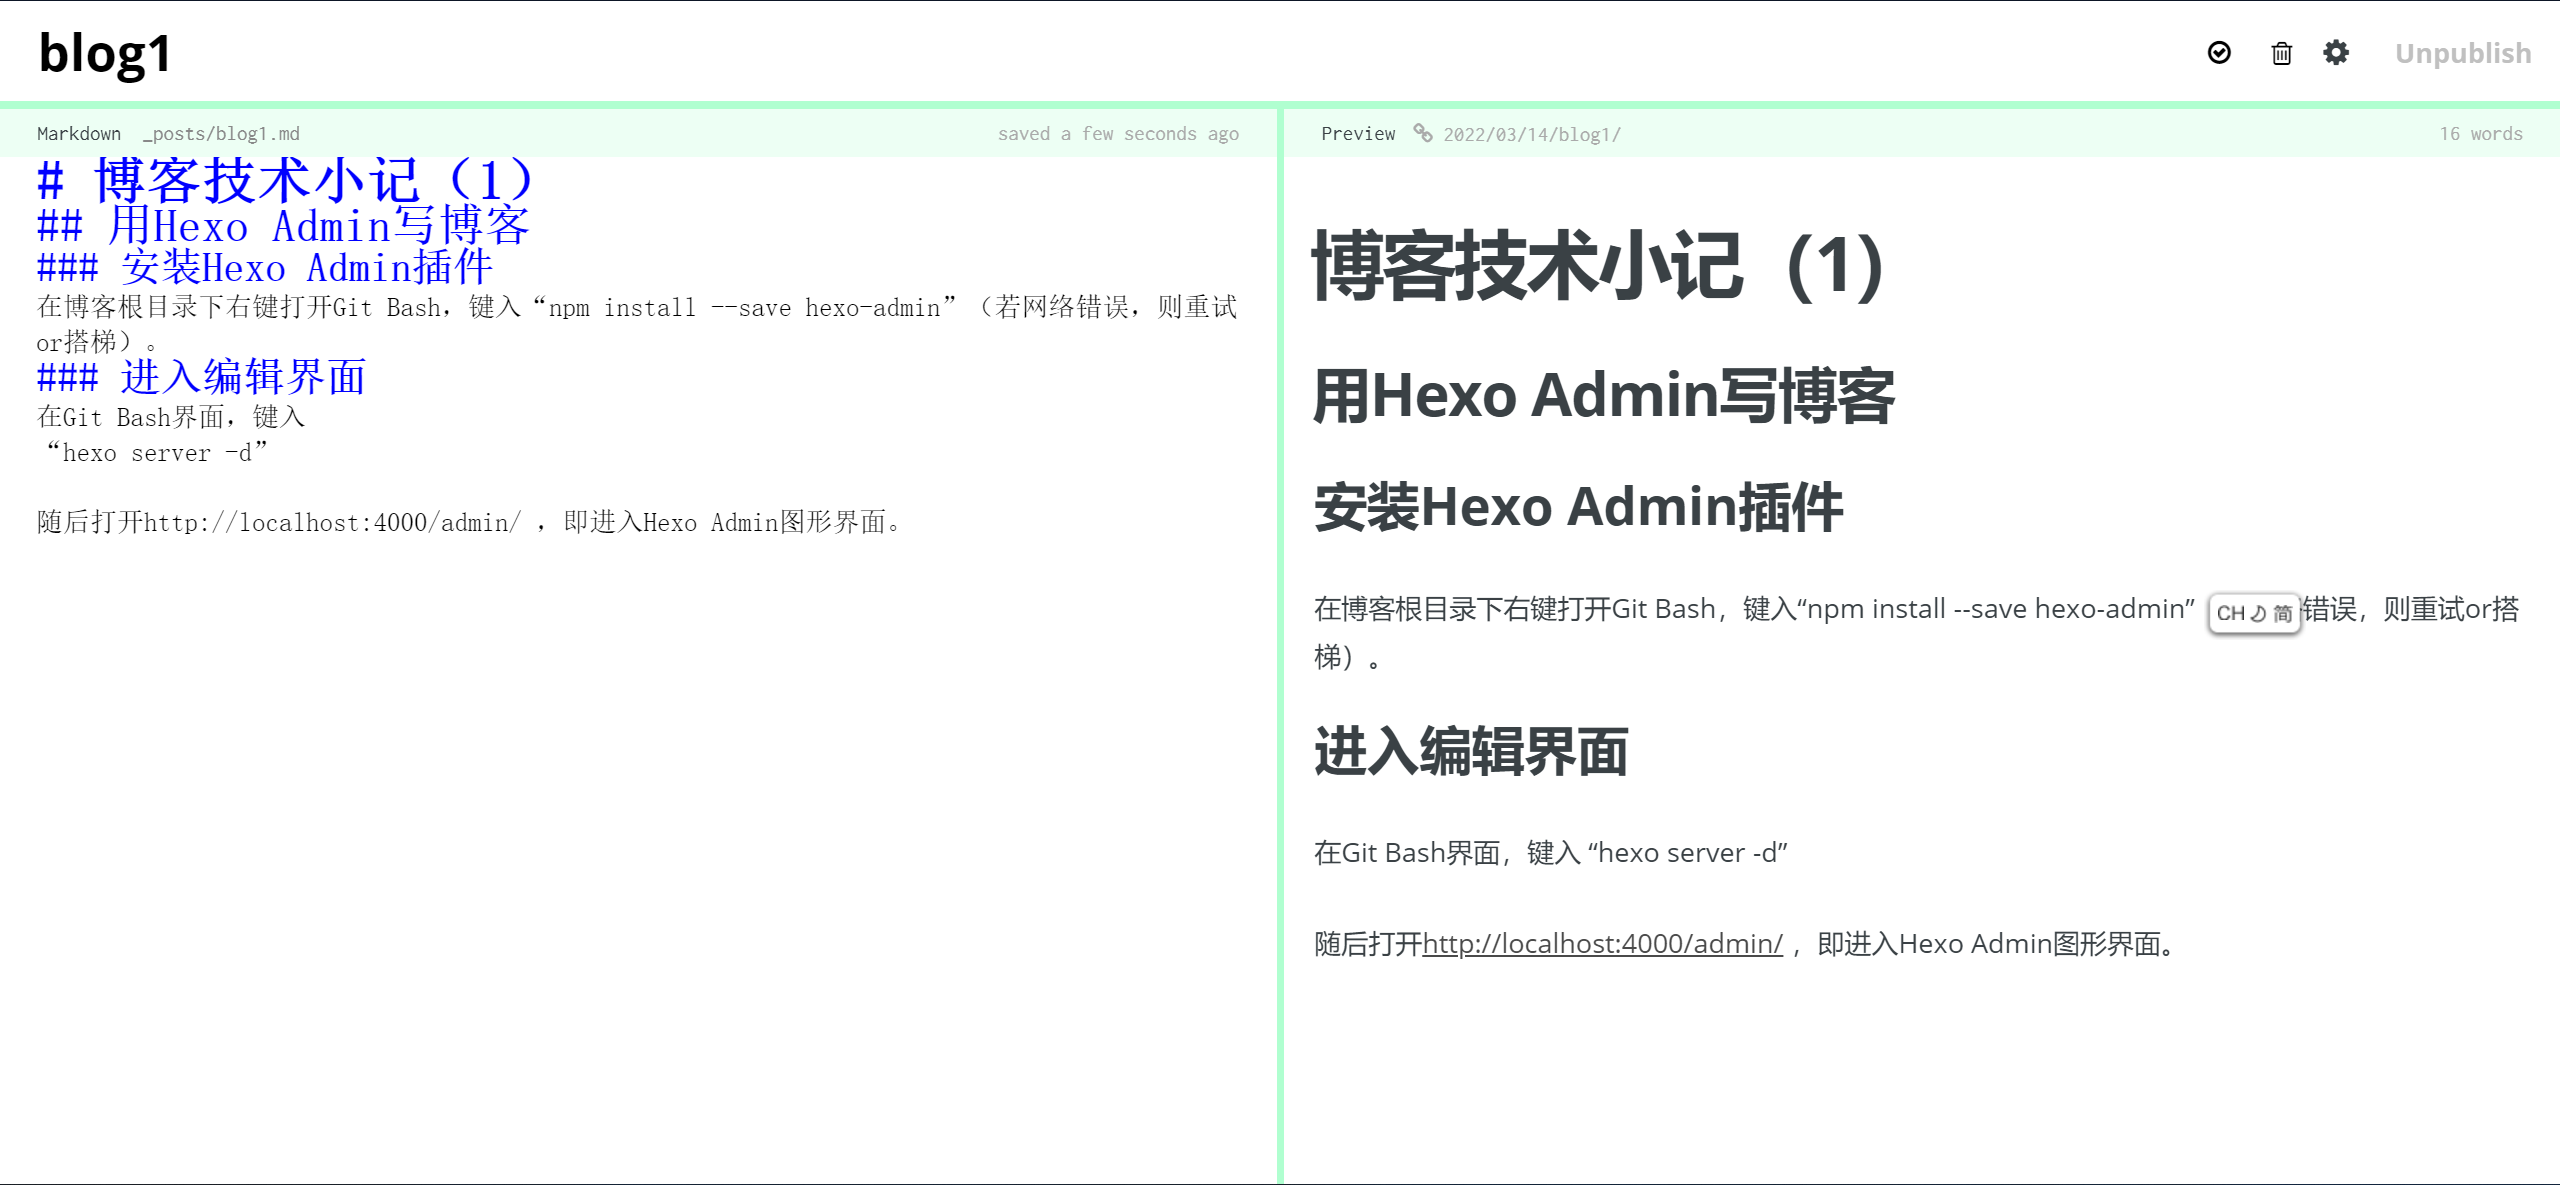 blog1
Unpublish
Markdown _posts/blog1.md
saved a few seconds ago
# 博客技术小记（1）
## 用Hexo Admin写博客
### 安装Hexo Admin插件
在博客根目录下右键打开Git Bash，键入“npm install --save hexo-admin”（若网络错误，则重试
or搭梯）。
### 进入编辑界面
在Git Bash界面，键入
“hexo server -d”
随后打开http://localhost:4000/admin/ ，即进入Hexo Admin图形界面。
Preview 2022/03/14/blog1/
16 words
博客技术小记（1）
用Hexo Admin写博客
安装Hexo Admin插件
在博客根目录下右键打开Git Bash，键入“npm install --save hexo-admin” CH 简 错误，则重试or搭
梯）。
进入编辑界面
在Git Bash界面，键入 “hexo server -d”
随后打开http://localhost:4000/admin/ ，即进入Hexo Admin图形界面。